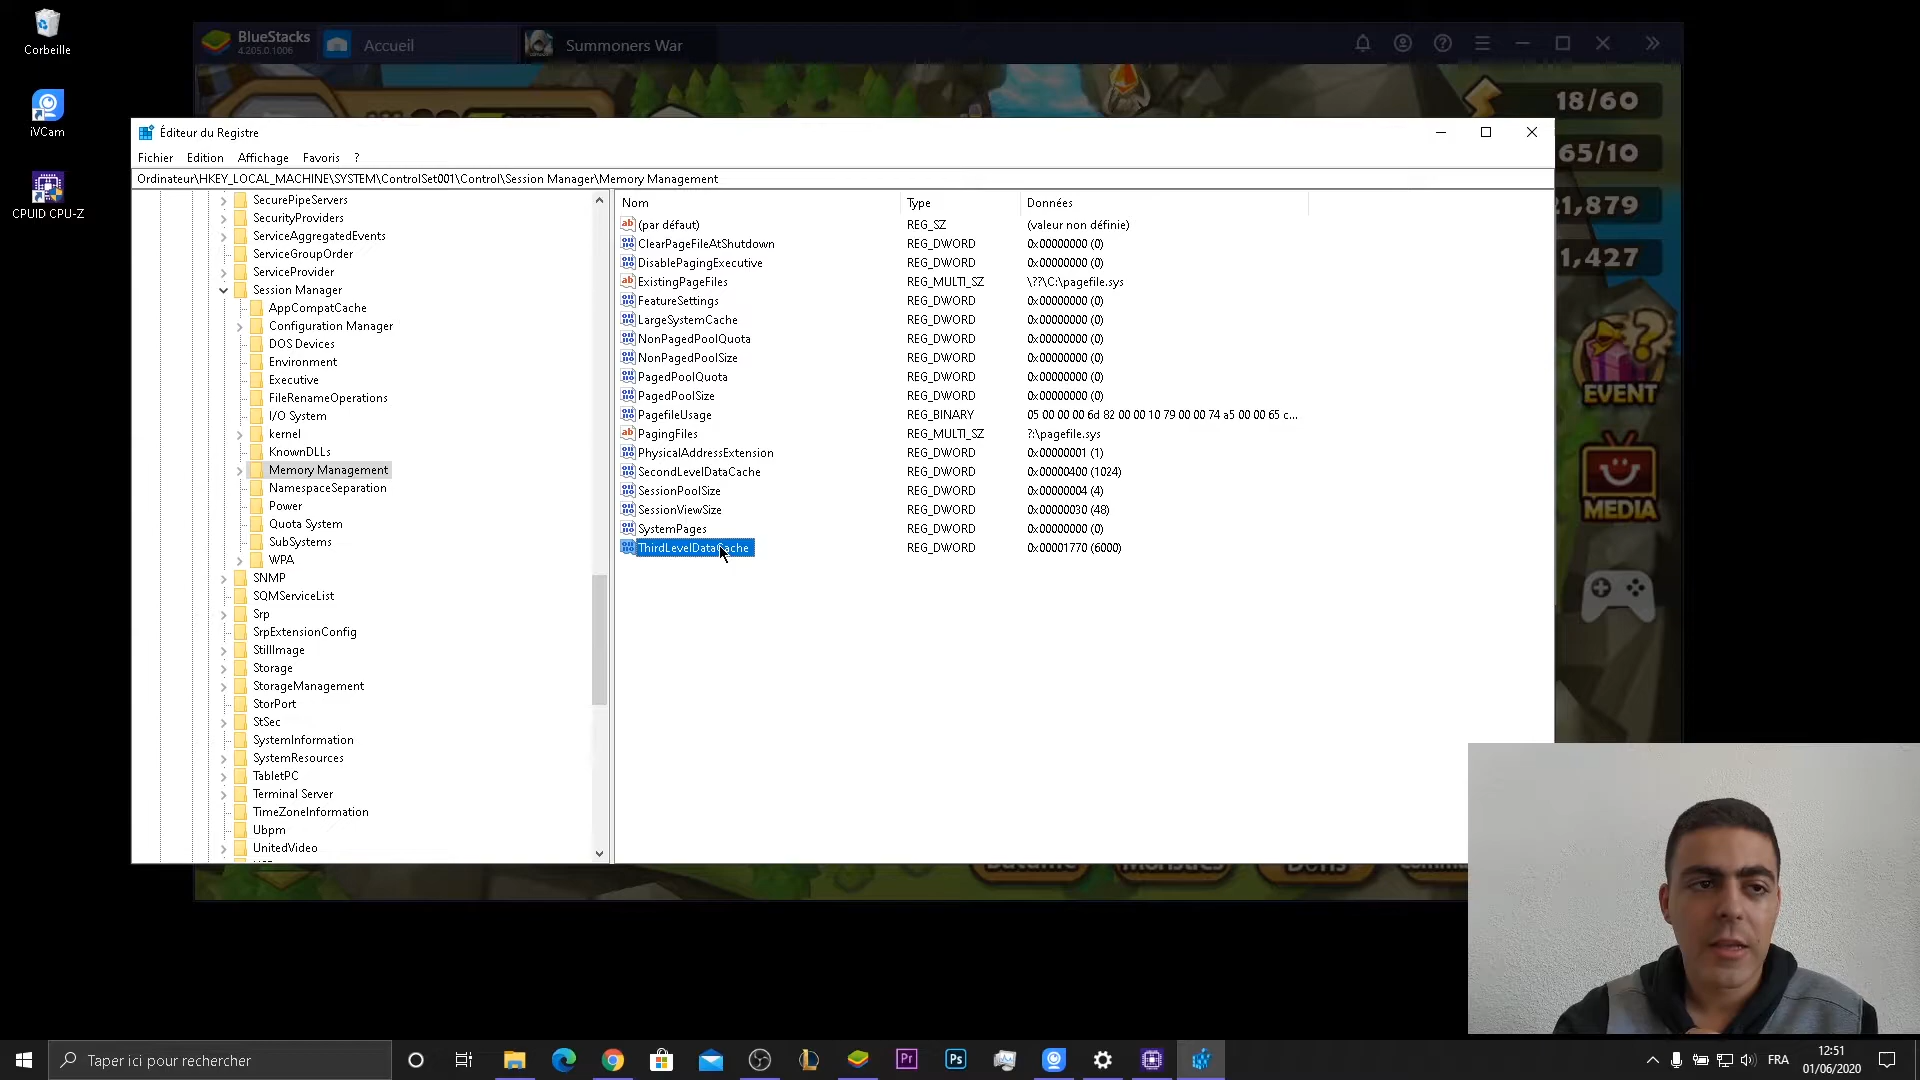 Corbeille
iVCam
CPUID CPU-Z
BlueStacks
4.205.0.1006
Accueil
Summoners War
18/60
65/10
1,879
1,427
EVENT
MEDIA
Éditeur du Registre
Fichier Edition Affichage Favoris ?
Ordinateur\HKEY_LOCAL_MACHINE\SYSTEM\ControlSet001\Control\Session Manager\Memory Management
SecurePipeServers
SecurityProviders
ServiceAggregatedEvents
ServiceGroupOrder
ServiceProvider
Session Manager
AppCompatCache
Configuration Manager
DOS Devices
Environment
Executive
FileRenameOperations
I/O System
kernel
KnownDLLs
Memory Management
NamespaceSeparation
Power
Quota System
SubSystems
WPA
SNMP
SQMServiceList
Srp
SrpExtensionConfig
StillImage
Storage
StorageManagement
StorPort
StSec
SystemInformation
SystemResources
TabletPC
Terminal Server
TimeZoneInformation
Ubpm
UnitedVideo
Nom Type Données
(par défaut) REG_SZ (valeur non définie)
ClearPageFileAtShutdown REG_DWORD 0x00000000 (0)
DisablePagingExecutive REG_DWORD 0x00000000 (0)
ExistingPageFiles REG_MULTI_SZ \??\C:\pagefile.sys
FeatureSettings REG_DWORD 0x00000000 (0)
LargeSystemCache REG_DWORD 0x00000000 (0)
NonPagedPoolQuota REG_DWORD 0x00000000 (0)
NonPagedPoolSize REG_DWORD 0x00000000 (0)
PagedPoolQuota REG_DWORD 0x00000000 (0)
PagedPoolSize REG_DWORD 0x00000000 (0)
PagefileUsage REG_BINARY 05 00 00 00 6d 82 00 00 10 79 00 00 74 a5 00 00 65 c...
PagingFiles REG_MULTI_SZ ?:\pagefile.sys
PhysicalAddressExtension REG_DWORD 0x00000001 (1)
SecondLevelDataCache REG_DWORD 0x00000400 (1024)
SessionPoolSize REG_DWORD 0x00000004 (4)
SessionViewSize REG_DWORD 0x00000030 (48)
SystemPages REG_DWORD 0x00000000 (0)
ThirdLevelDataCache REG_DWORD 0x00001770 (6000)
Taper ici pour rechercher
Pr
Ps
FRA
12:51
01/06/2020